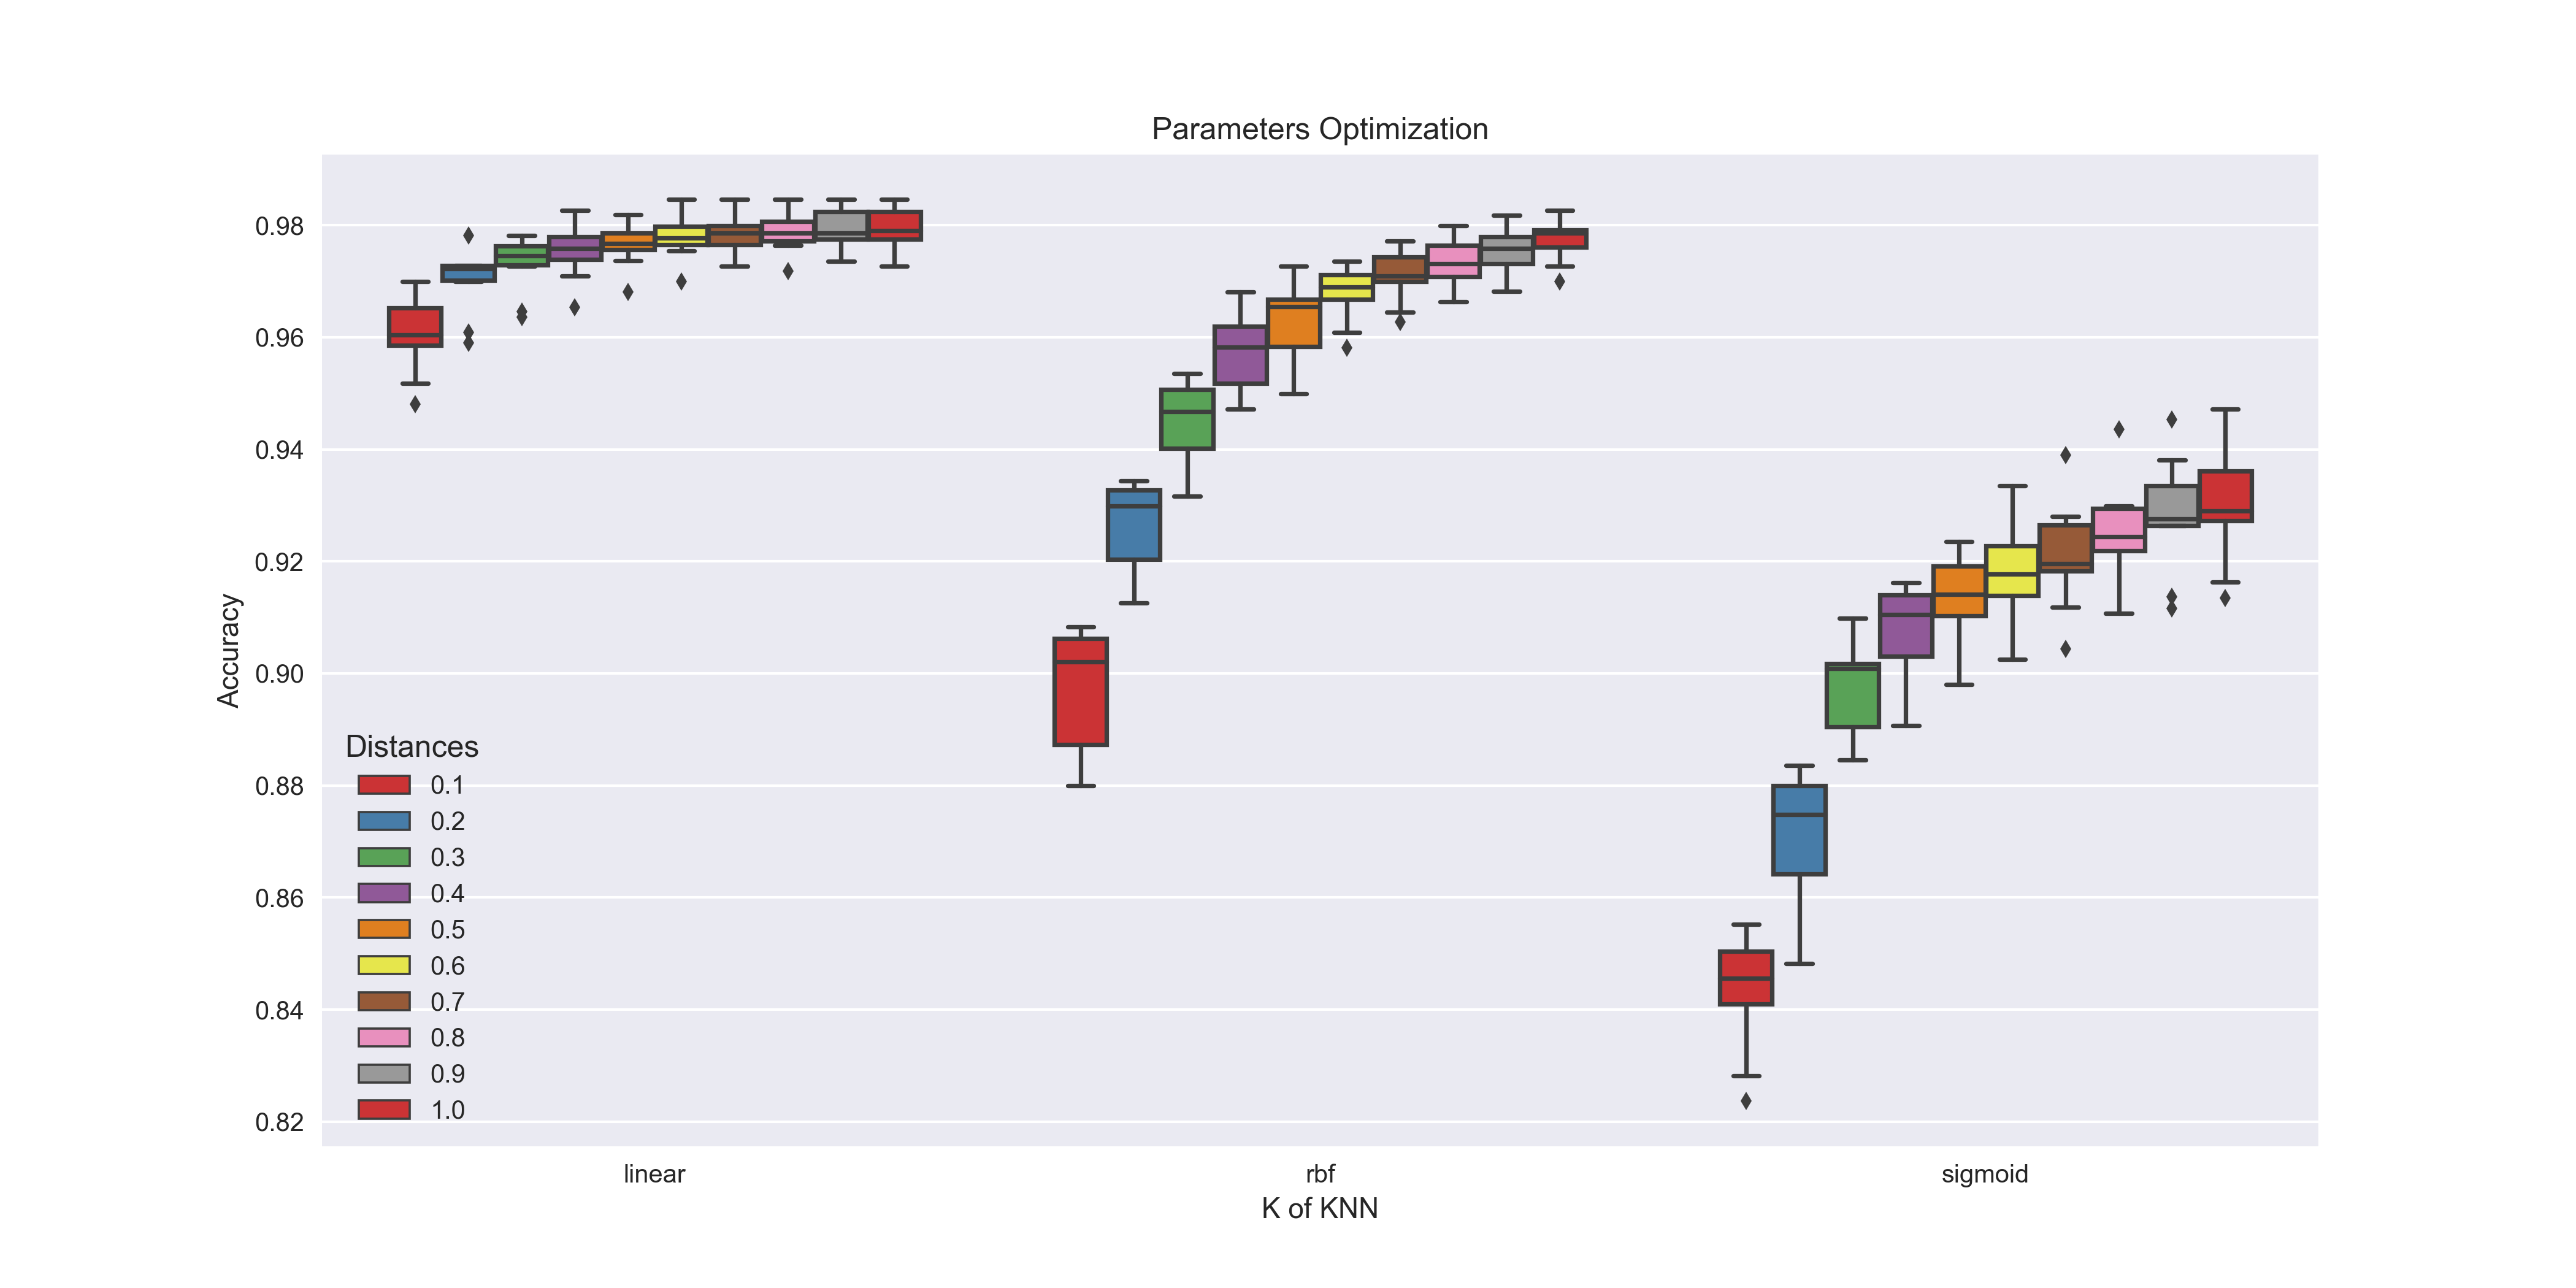 Parameters Optimization
0.98
0.96
0.94
0.92
0.90
0.88
0.86
0.84
0.82
Accuracy
Distances
0.1
0.2
0.3
0.4
0.5
0.6
0.7
0.8
0.9
1.0
linear
rbf
sigmoid
K of KNN